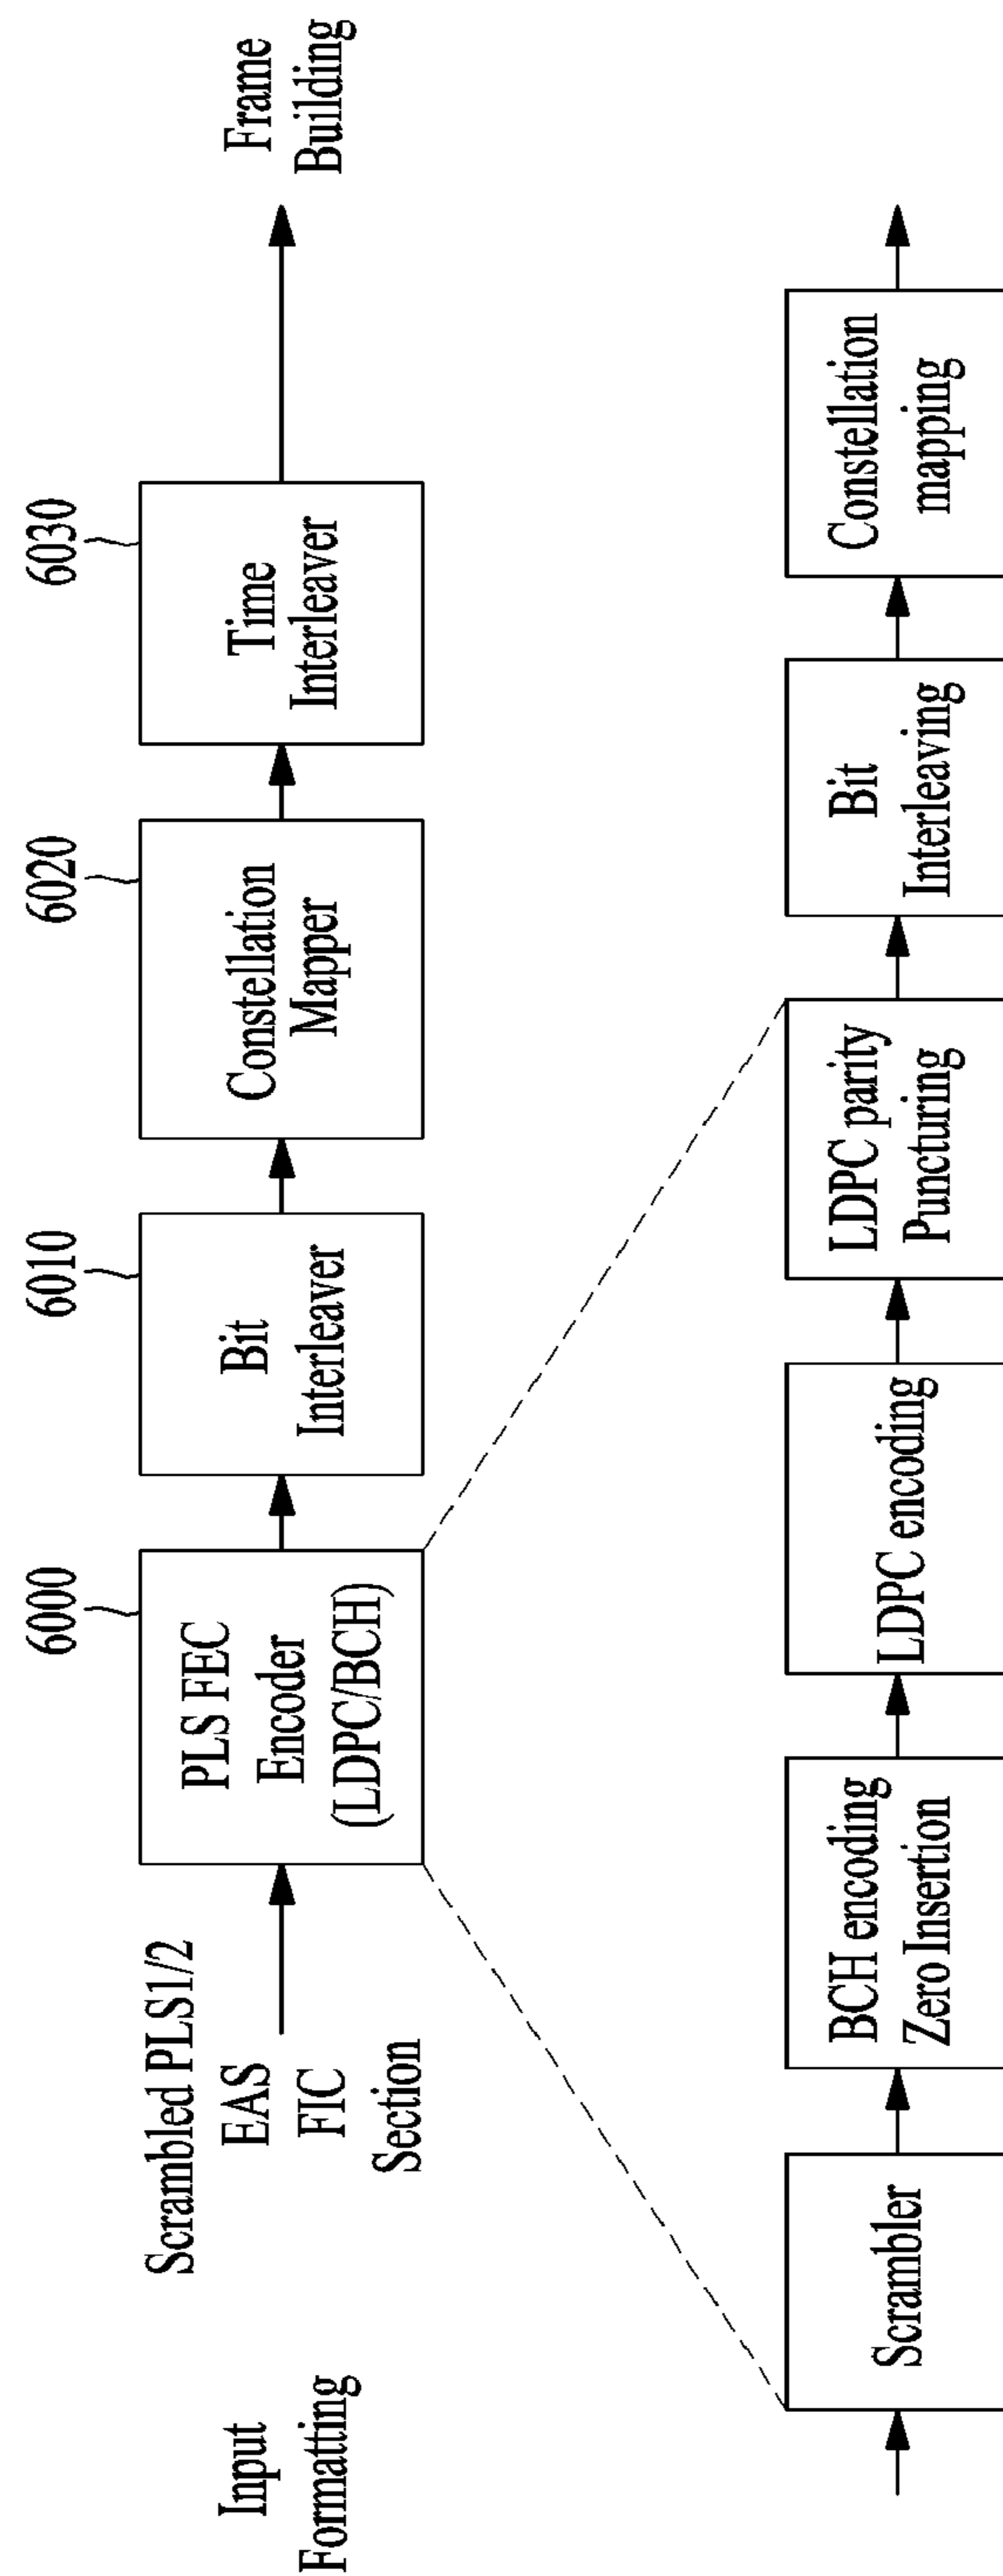 Input
Formatting
Scrambled PLS1/2
EAS
FIC
Section
6000
PLS FEC
Encoder
(LDPC/BCH)
6010
Bit
Interleaver
6020
Constellation
Mapper
6030
Time
Interleaver
Frame
Building
Scrambler
BCH encoding
Zero Insertion
LDPC encoding
LDPC parity
Puncturing
Bit
Interleaving
Constellation
mapping